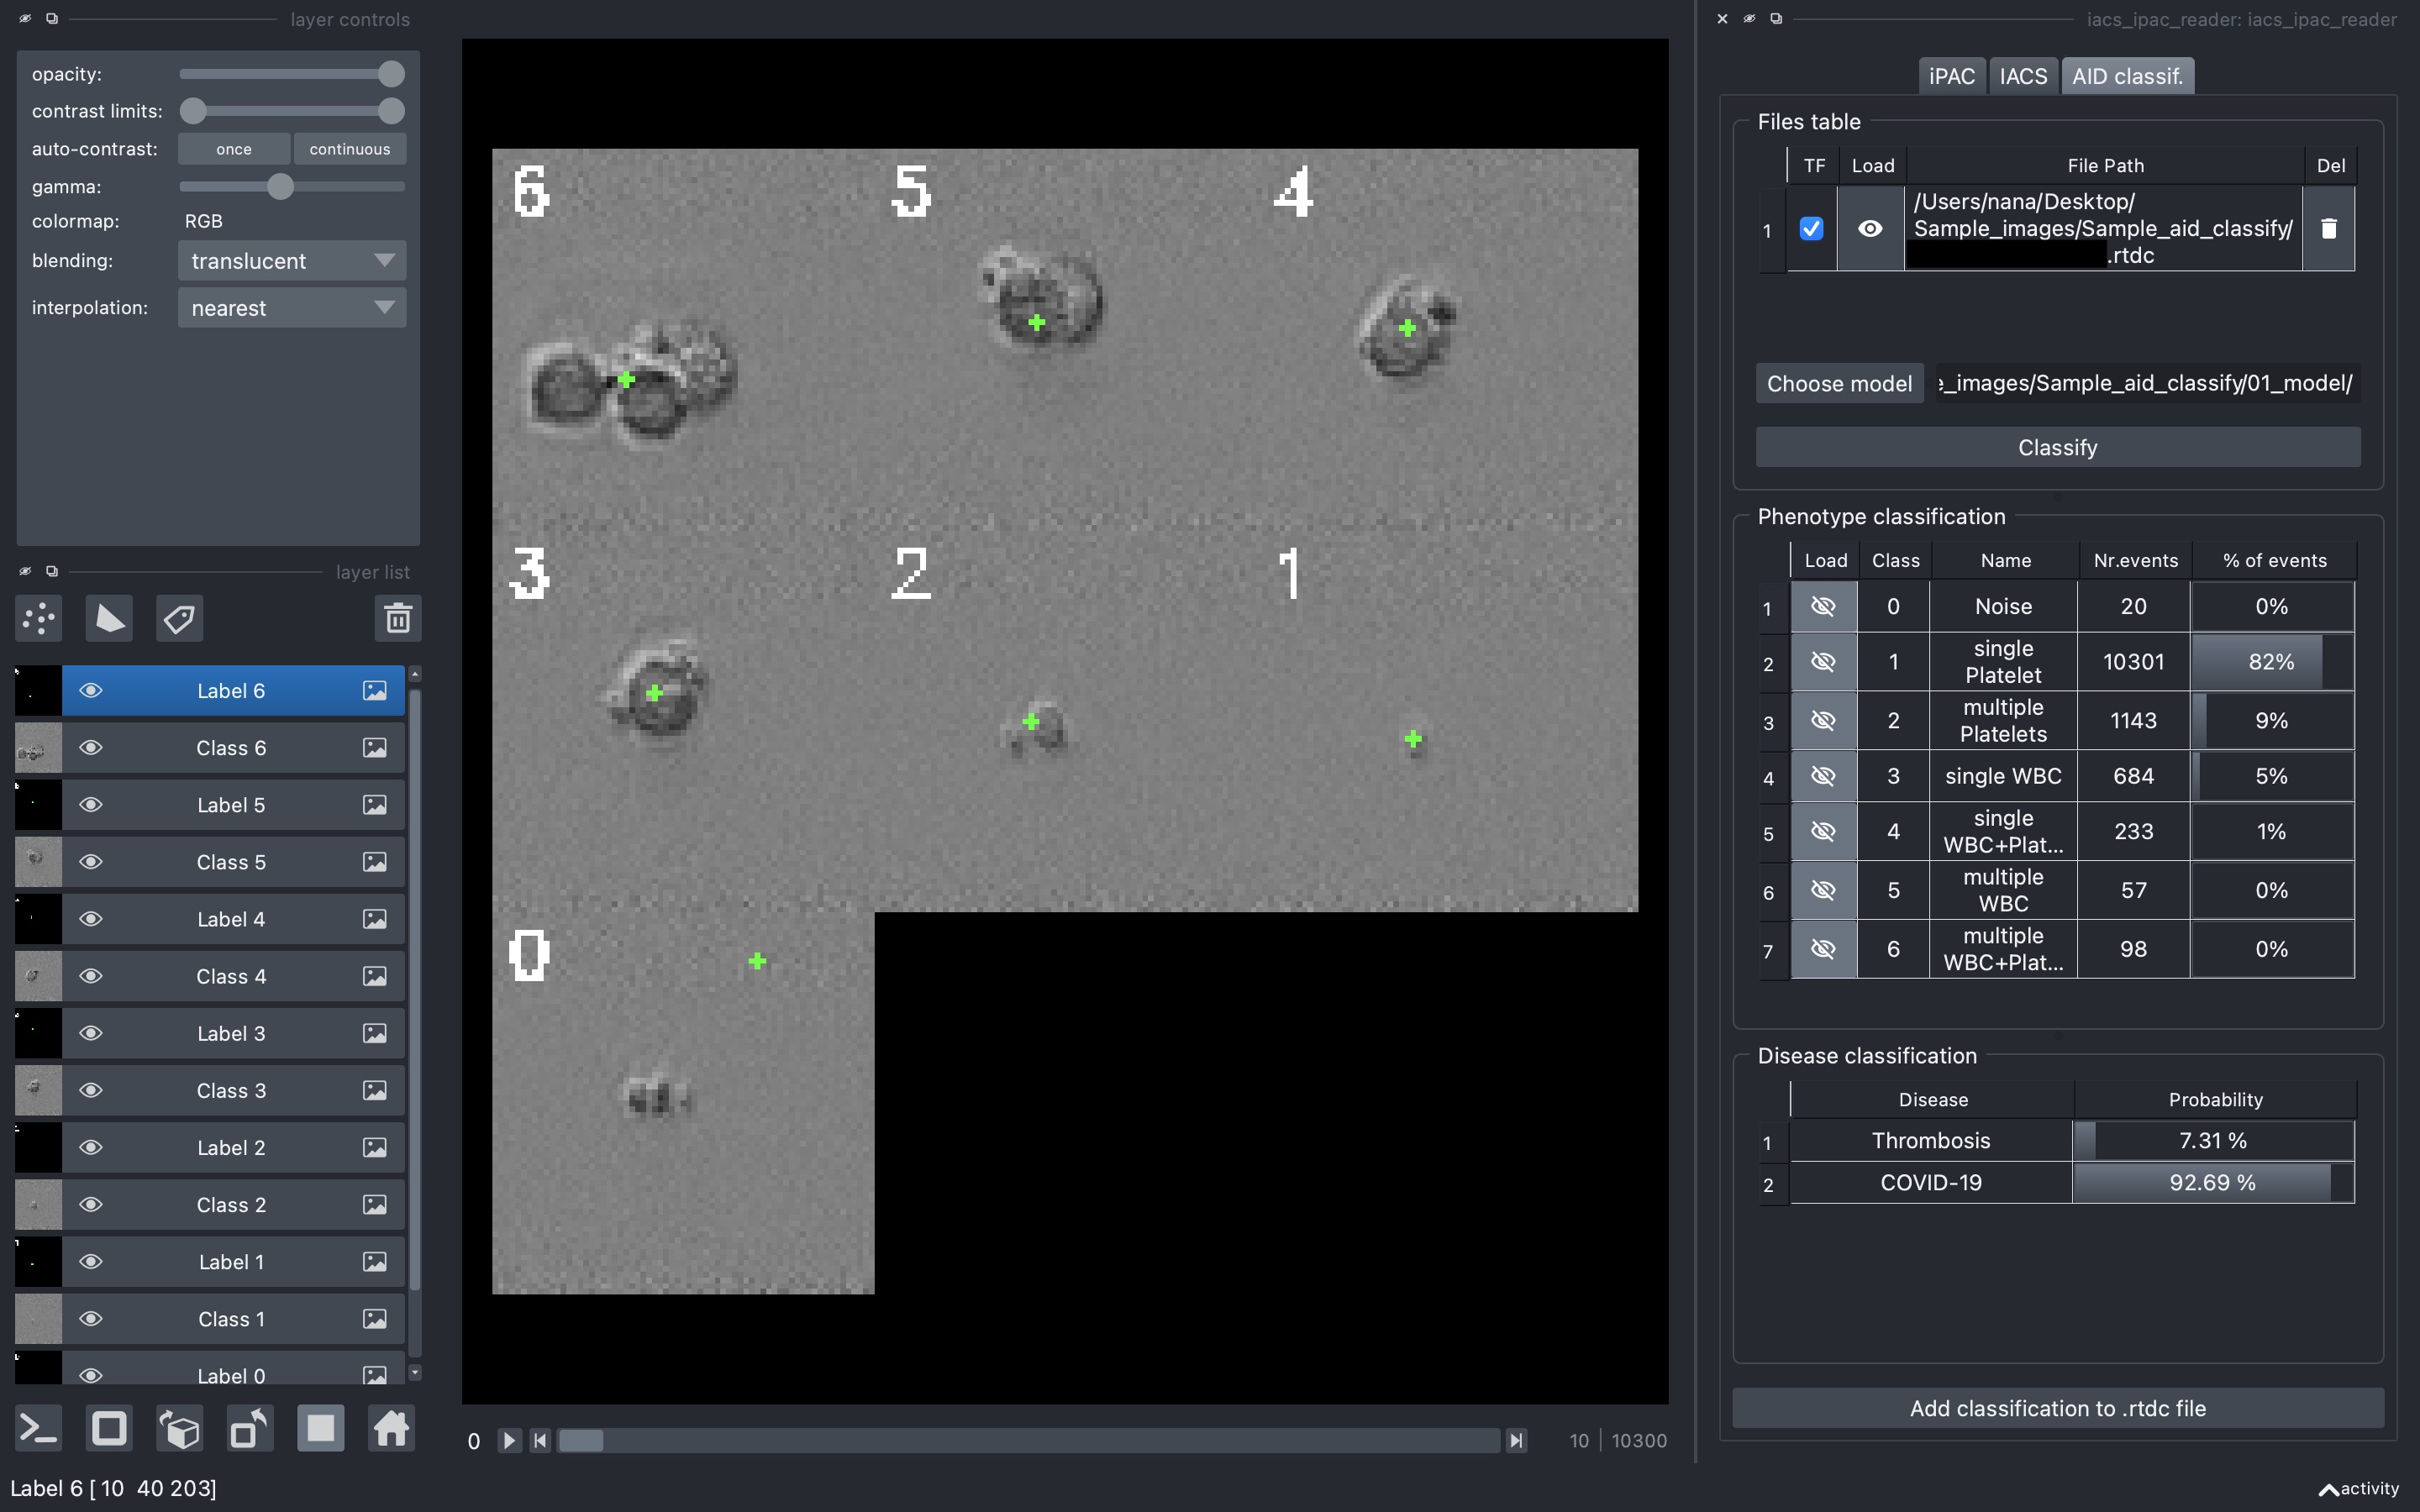 layer controls
opacity:
contrast limits:
auto-contrast:
once
continuous
gamma:
colormap:
RGB
blending:
translucent
interpolation:
nearest
layer list
Label 6
Class 6
Label 5
Class 5
Label 4
Class 4
Label 3
Class 3
Label 2
Class 2
Label 1
Class 1
Label 0
6
5
4
3
2
1
0
0
10
10300
Label 6 [ 10 40 203]
iacs_ipac_reader: iacs_ipac_reader
iPAC
IACS
AID classif.
Files table
TF
Load
File Path
Del
1
/Users/nana/Desktop/
Sample_images/Sample_aid_classify/
.rtdc
Choose model
e_images/Sample_aid_classify/01_model/
Classify
Phenotype classification
Load Class Name Nr.events % of events
1 0 Noise 20 0%
2 1 single
Platelet 10301 82%
3 2 multiple
Platelets 1143 9%
4 3 single WBC 684 5%
5 4 single
WBC+Plat... 233 1%
6 5 multiple
WBC 57 0%
7 6 multiple
WBC+Plat... 98 0%
Disease classification
Disease Probability
1 Thrombosis 7.31 %
2 COVID-19 92.69 %
Add classification to .rtdc file
activity